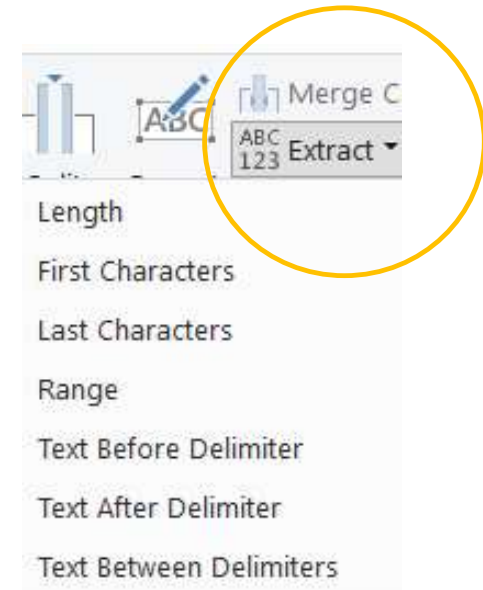 Merge C
ABC
ABC
123 Extract
Length
First Characters
Last Characters
Range
Text Before Delimiter
Text After Delimiter
Text Between Delimiters